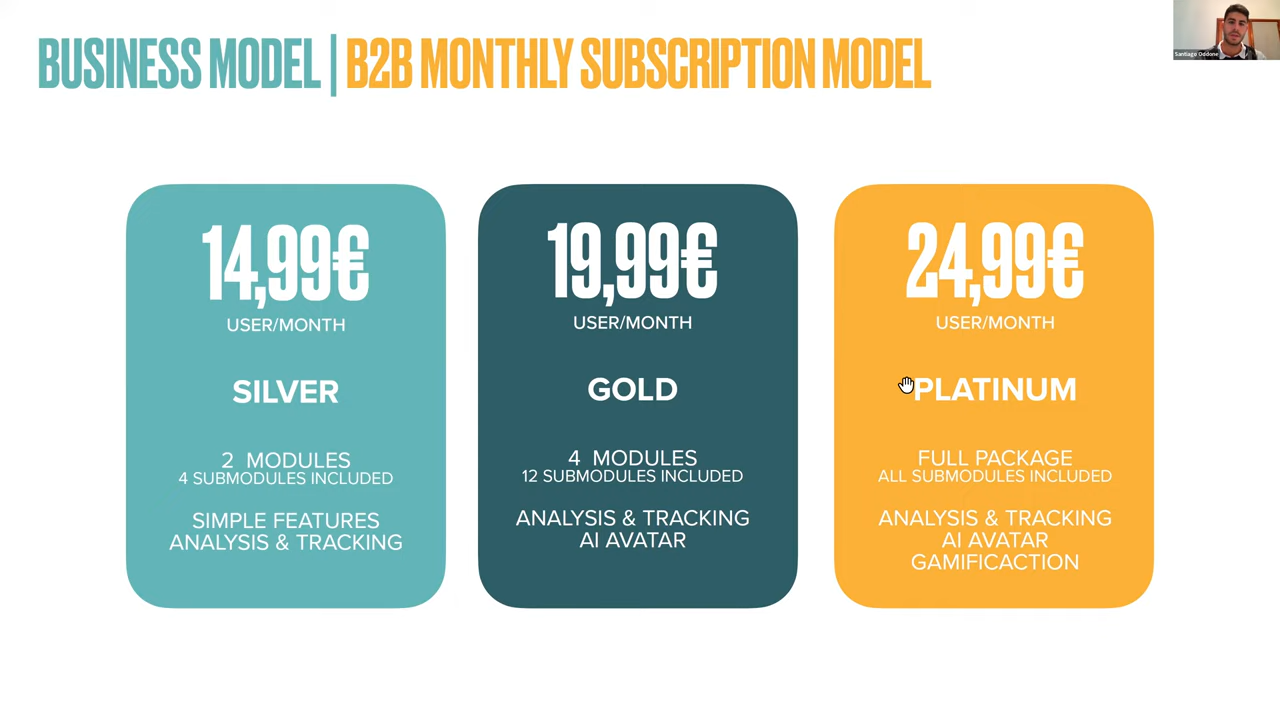 BUSINESS MODEL | B2B MONTHLY SUBSCRIPTION MODEL
Santiago Oddone
14,99€
USER/MONTH
SILVER
2 MODULES
4 SUBMODULES INCLUDED
SIMPLE FEATURES
ANALYSIS & TRACKING
19,99€
USER/MONTH
GOLD
4 MODULES
12 SUBMODULES INCLUDED
ANALYSIS & TRACKING
AI AVATAR
24,99€
USER/MONTH
PLATINUM
FULL PACKAGE
ALL SUBMODULES INCLUDED
ANALYSIS & TRACKING
AI AVATAR
GAMIFICACTION